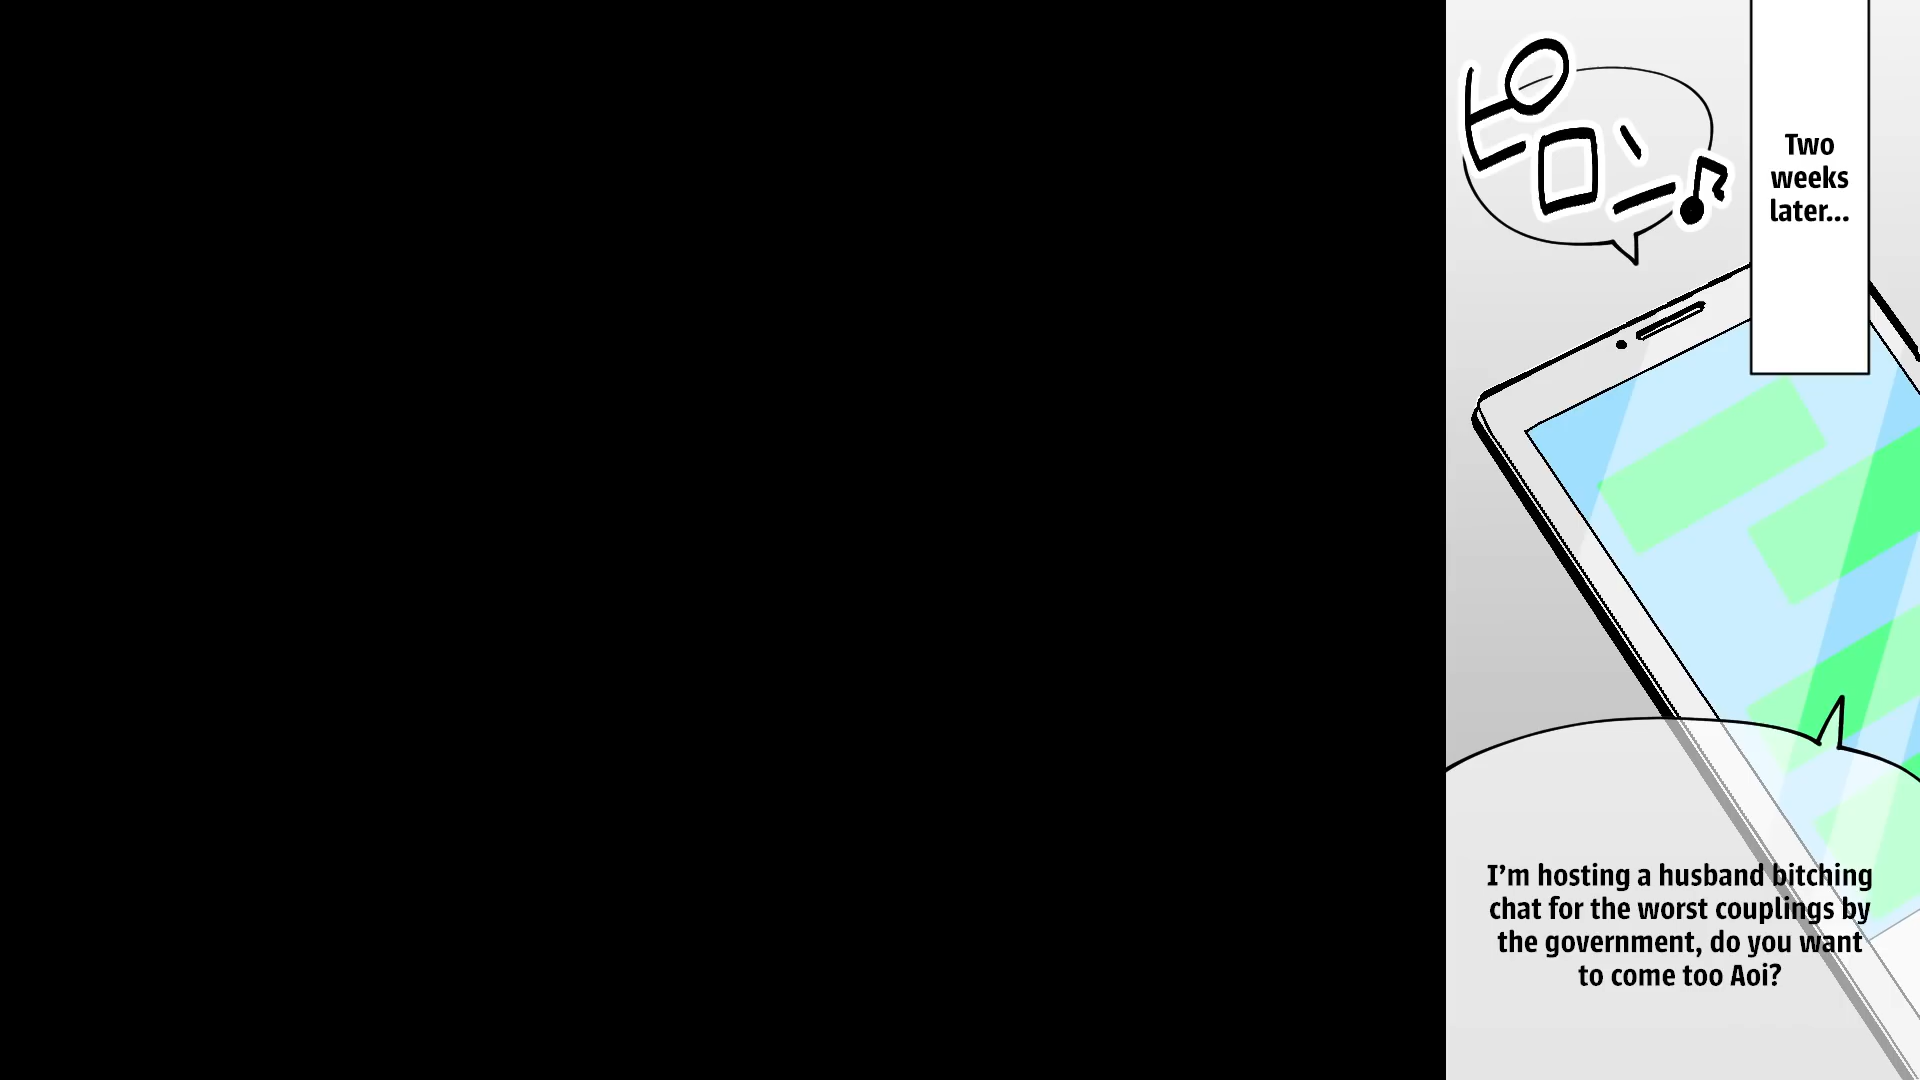 Two
weeks
later...
ピロン♪
I'm hosting a husband bitching
chat for the worst couplings by
the government, do you want
to come too Aoi?